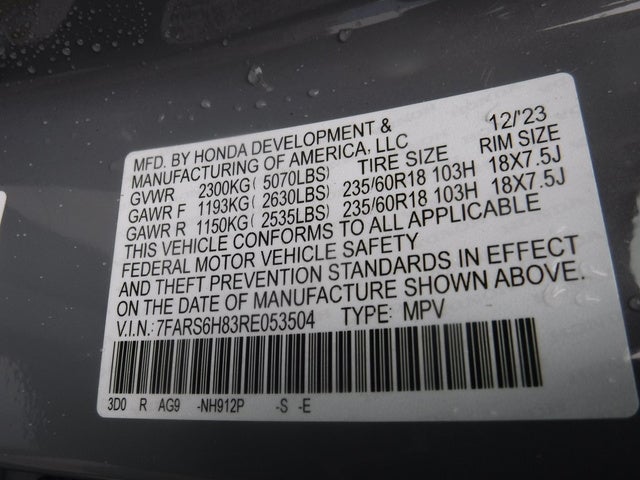 MFD. BY HONDA DEVELOPMENT & 12/'23
MANUFACTURING OF AMERICA, LLC
GVWR 2300KG( 5070LBS) TIRE SIZE RIM SIZE
GAWR F 1193KG( 2630LBS) 235/60R18 103H 18X7.5J
GAWR R 1150KG( 2535LBS) 235/60R18 103H 18X7.5J
THIS VEHICLE CONFORMS TO ALL APPLICABLE
FEDERAL MOTOR VEHICLE SAFETY
AND THEFT PREVENTION STANDARDS IN EFFECT
ON THE DATE OF MANUFACTURE SHOWN ABOVE.
V.I.N.: 7FARS6H83RE053504 TYPE: MPV
3D0 R AG9 -NH912P -S -E